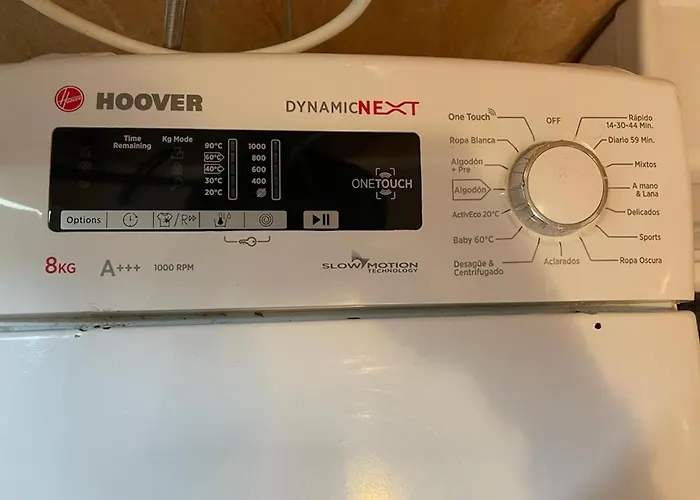 HOOVER
DYNAMICNEXT
Time
Remaining
Kg Mode
90°C
60°C
40°C
30°C
20°C
1000
800
600
400
ONETOUCH
Options
/R
8KG
A+++
1000 RPM
SLOW MOTION
TECHNOLOGY
One Touch
Ropa Blanca
Algodón
+ Pre
Algodón
ActivEco 20°C
Baby 60°C
Desagüe &
Centrifugado
OFF
Rápido
14-30-44 Min.
Diario 59 Min.
Mixtos
A mano
& Lana
Delicados
Sports
Ropa Oscura
Aclarados